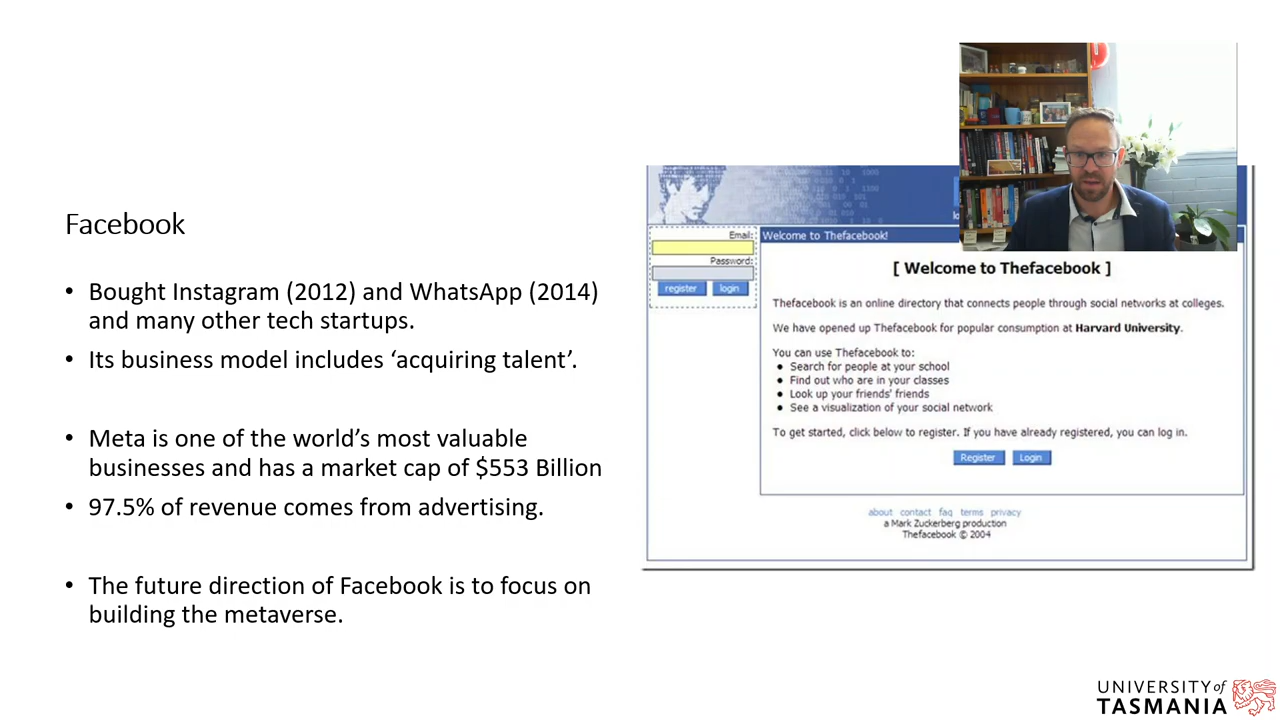 Facebook
• Bought Instagram (2012) and WhatsApp (2014)
and many other tech startups.
• Its business model includes ‘acquiring talent’.
• Meta is one of the world’s most valuable
businesses and has a market cap of $553 Billion
• 97.5% of revenue comes from advertising.
• The future direction of Facebook is to focus on
building the metaverse.
Email:
Password:
register login
Welcome to Thefacebook!
[ Welcome to Thefacebook ]
Thefacebook is an online directory that connects people through social networks at colleges.
We have opened up Thefacebook for popular consumption at Harvard University.
You can use Thefacebook to:
• Search for people at your school
• Find out who are in your classes
• Look up your friends' friends
• See a visualization of your social network
To get started, click below to register. If you have already registered, you can log in.
Register Login
about contact faq terms privacy
a Mark Zuckerberg production
Thefacebook © 2004
UNIVERSITY of
TASMANIA